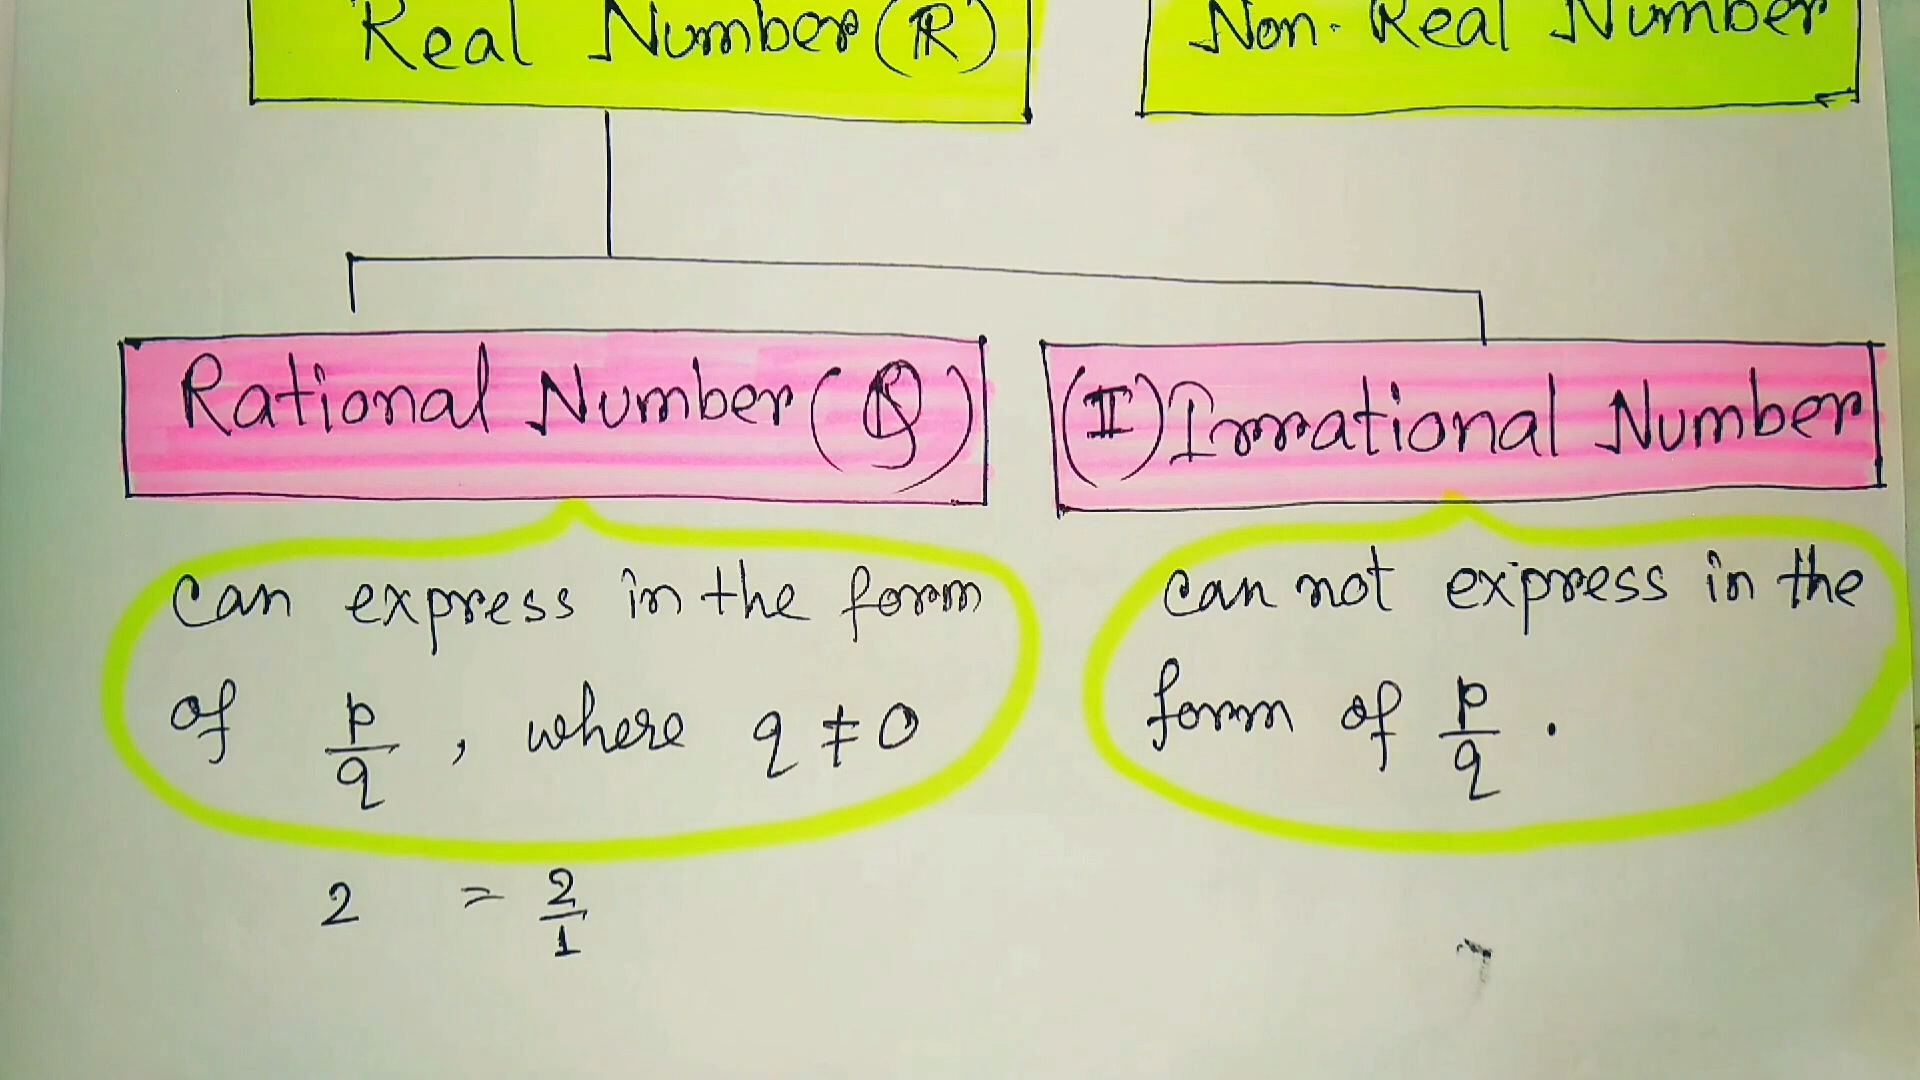 Real Number (ℝ)
Non-Real Number
Rational Number (Q)
(I) Irrational Number
can express in the form
of p/q, where q ≠ 0
can not express in the
form of p/q.
2 = 2/1